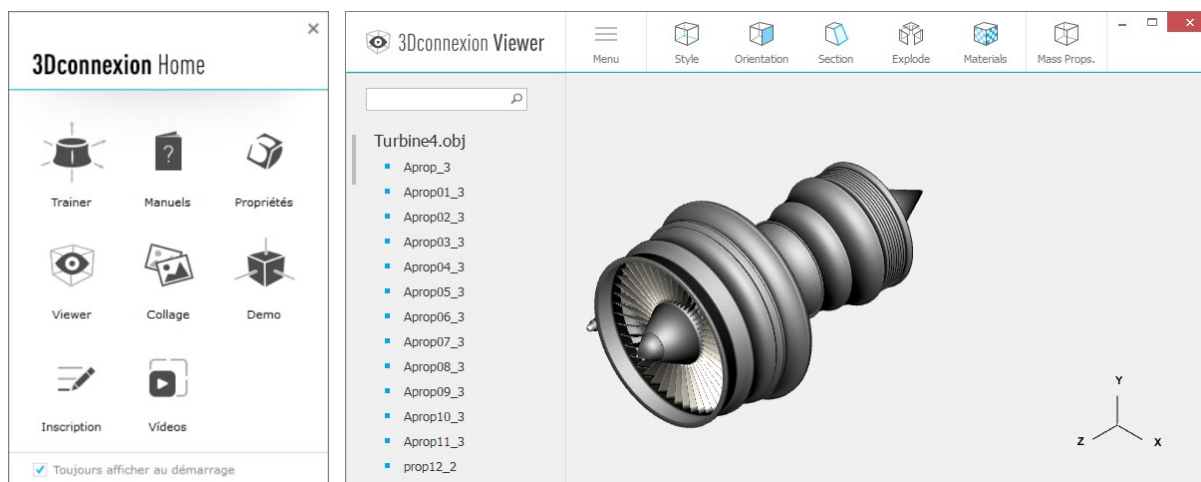 3Dconnexion Home
Trainer
Manuels
Propriétés
Viewer
Collage
Demo
Inscription
Vídeos
Toujours afficher au démarrage
3Dconnexion Viewer
Menu
Style
Orientation
Section
Explode
Materials
Mass Props.
Turbine4.obj
Aprop_3
Aprop01_3
Aprop02_3
Aprop03_3
Aprop04_3
Aprop05_3
Aprop06_3
Aprop07_3
Aprop08_3
Aprop09_3
Aprop10_3
Aprop11_3
prop12_2
Y
Z
X